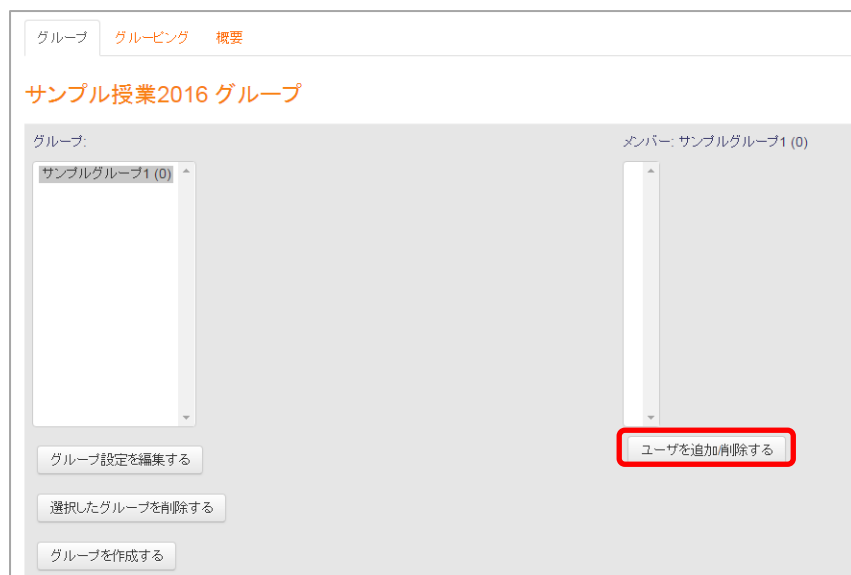 グループ グルーピング 概要
サンプル授業2016 グループ
グループ:
サンプルグループ1 (0)
グループ設定を編集する
選択したグループを削除する
グループを作成する
メンバー: サンプルグループ1 (0)
ユーザを追加/削除する